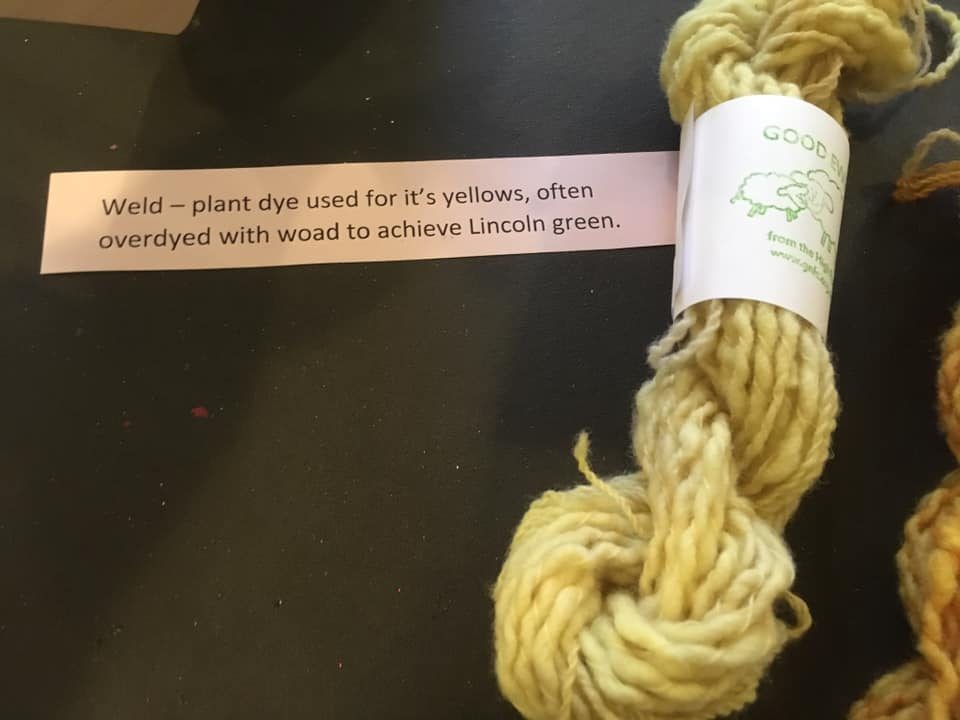 Weld – plant dye used for it's yellows, often
overdyed with woad to achieve Lincoln green.
GOOD
from the